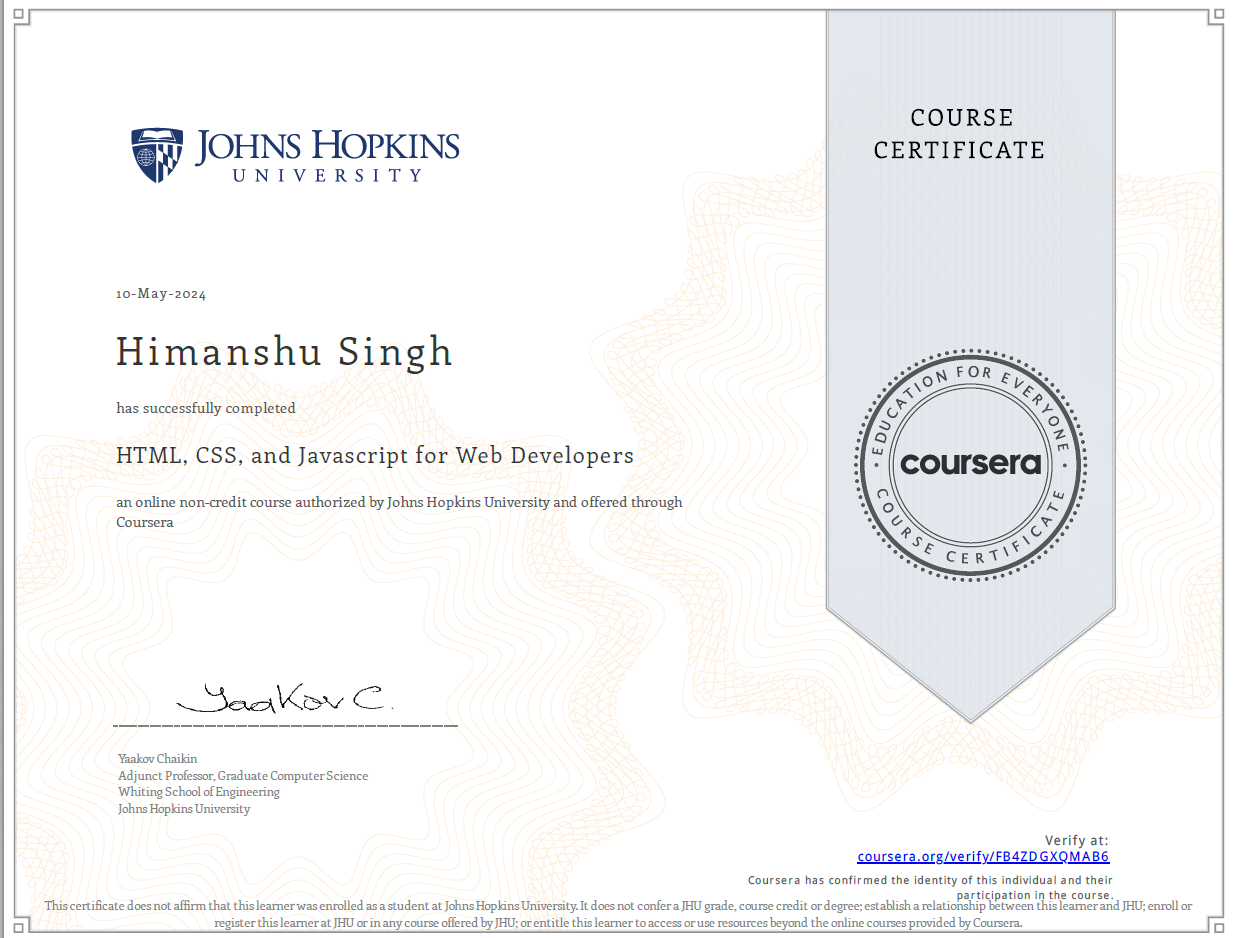 JOHNS HOPKINS
UNIVERSITY
COURSE
CERTIFICATE
10-May-2024
Himanshu Singh
has successfully completed
HTML, CSS, and Javascript for Web Developers
an online non-credit course authorized by Johns Hopkins University and offered through
Coursera
EDUCATION FOR EVERYONE
coursera
COURSE CERTIFICATE
Yaakov C.
Yaakov Chaikin
Adjunct Professor, Graduate Computer Science
Whiting School of Engineering
Johns Hopkins University
Verify at:
coursera.org/verify/FB4ZDGXQMAB6
Coursera has confirmed the identity of this individual and their
participation in the course.
This certificate does not affirm that this learner was enrolled as a student at Johns Hopkins University. It does not confer a JHU grade, course credit or degree; establish a relationship between this learner and JHU; enroll or
register this learner at JHU or in any course offered by JHU; or entitle this learner to access or use resources beyond the online courses provided by Coursera.